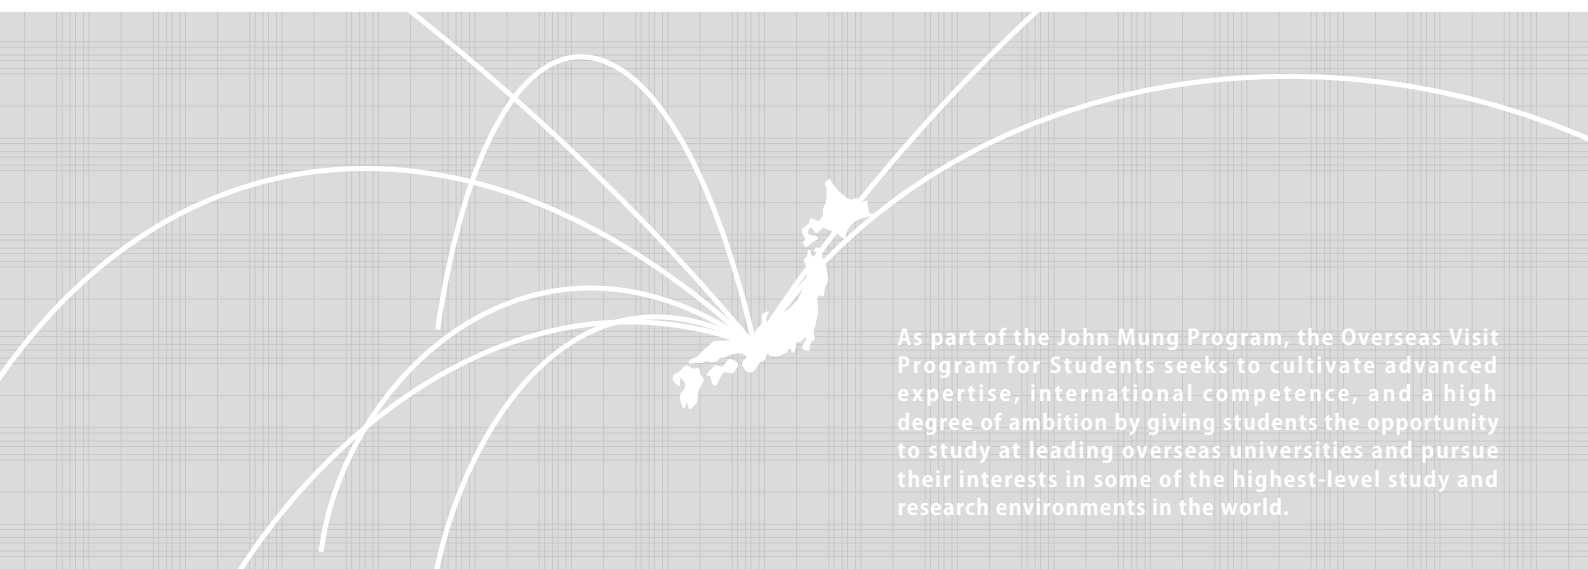 As part of the John Mung Program, the Overseas Visit
Program for Students seeks to cultivate advanced
expertise, international competence, and a high
degree of ambition by giving students the opportunity
to study at leading overseas universities and pursue
their interests in some of the highest-level study and
research environments in the world.